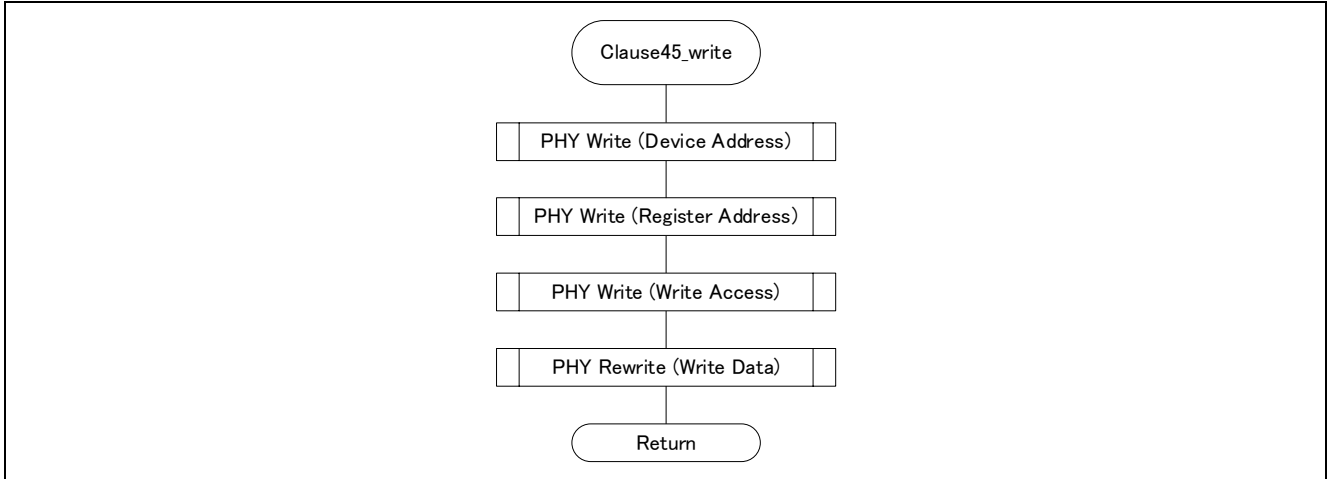 Clause45_write
PHY Write (Device Address)
PHY Write (Register Address)
PHY Write (Write Access)
PHY Rewrite (Write Data)
Return